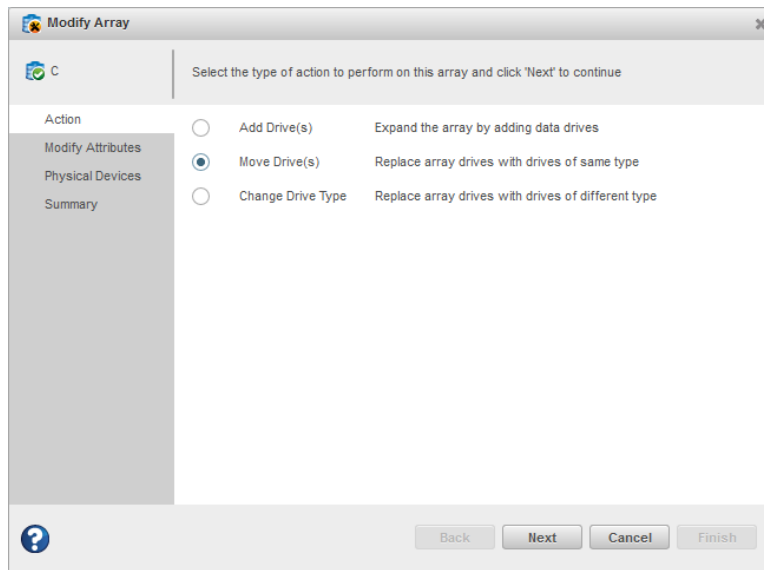 Modify Array
C
Select the type of action to perform on this array and click 'Next' to continue
Action
Modify Attributes
Physical Devices
Summary
Add Drive(s) Expand the array by adding data drives
Move Drive(s) Replace array drives with drives of same type
Change Drive Type Replace array drives with drives of different type
?
Back Next Cancel Finish